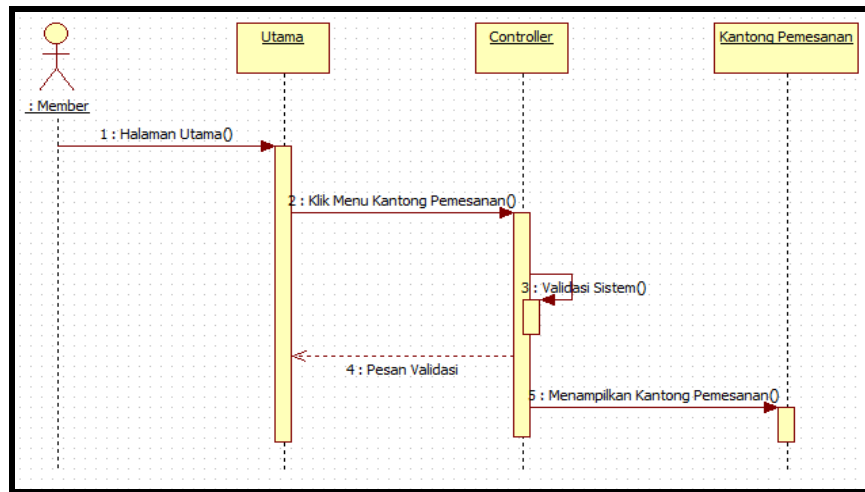 Utama
Controller
Kantong Pemesanan
: Member
1 : Halaman Utama()
2 : Klik Menu Kantong Pemesanan()
3 : Validasi Sistem()
4 : Pesan Validasi
5 : Menampilkan Kantong Pemesanan()